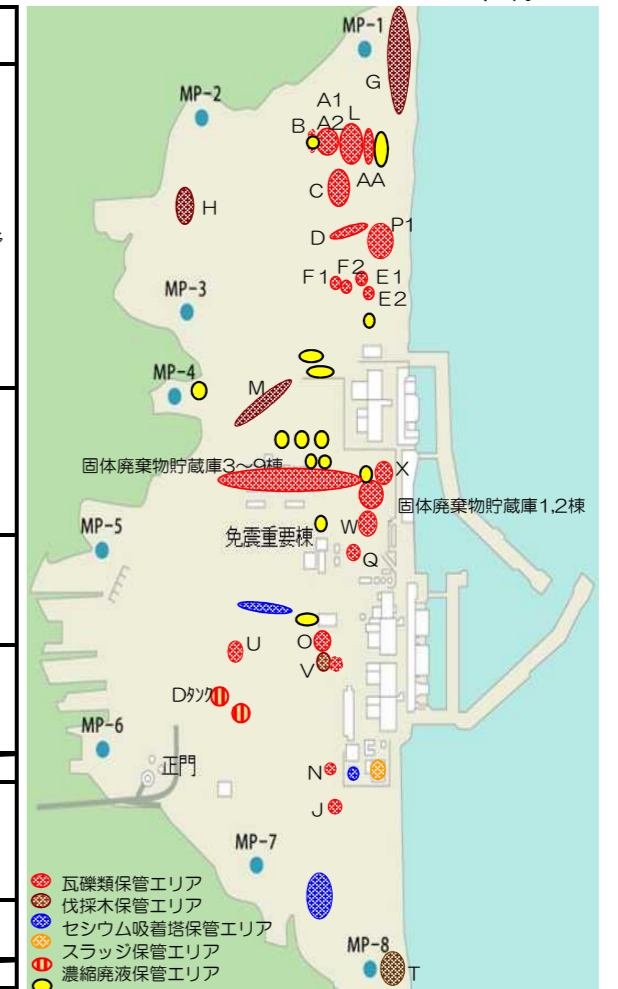 MP-1
G
MP-2
A1
L
B
A2
AA
C
H
D
P1
F2
F1
E1
E2
MP-3
MP-4
M
固体廃棄物貯蔵庫3〜9棟
X
固体廃棄物貯蔵庫1,2棟
MP-5
免震重要棟
W
Q
U
O
V
Dタンク
MP-6
正門
N
J
MP-7
瓦礫類保管エリア
伐採木保管エリア
セシウム吸着塔保管エリア
スラッジ保管エリア
濃縮廃液保管エリア
MP-8
T